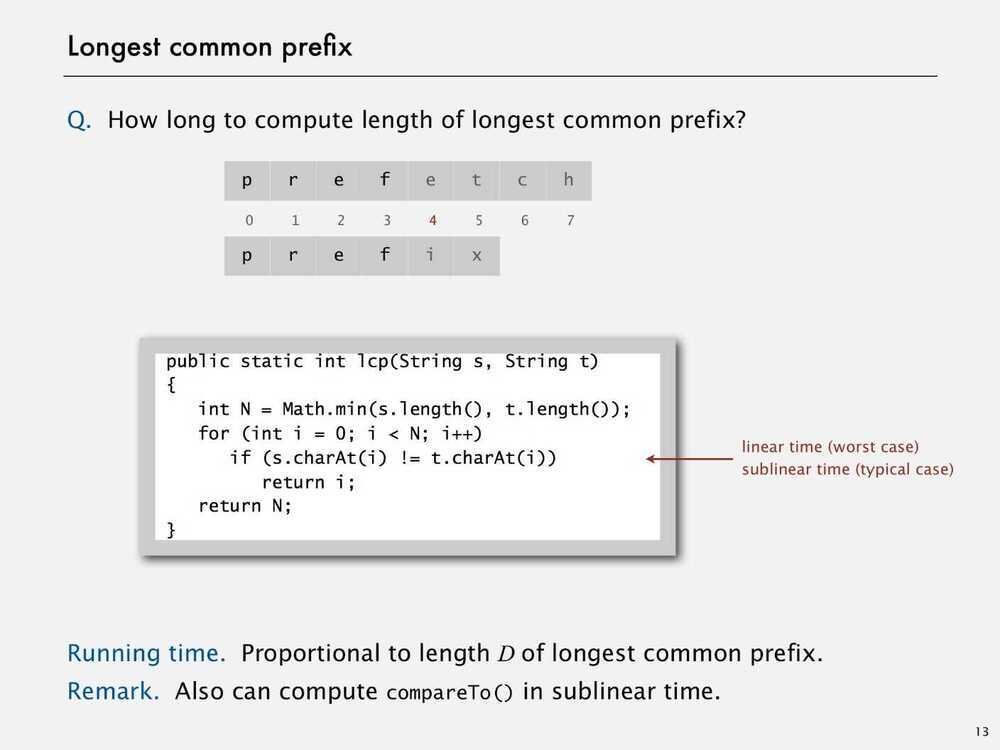 Longest common prefix
Q. How long to compute length of longest common prefix?
p r e f e t c h
0 1 2 3 4 5 6 7
p r e f i x
public static int lcp(String s, String t)
{
   int N = Math.min(s.length(), t.length());
   for (int i = 0; i < N; i++)
      if (s.charAt(i) != t.charAt(i))
         return i;
   return N;
}
linear time (worst case)
sublinear time (typical case)
Running time. Proportional to length D of longest common prefix.
Remark. Also can compute compareTo() in sublinear time.
13